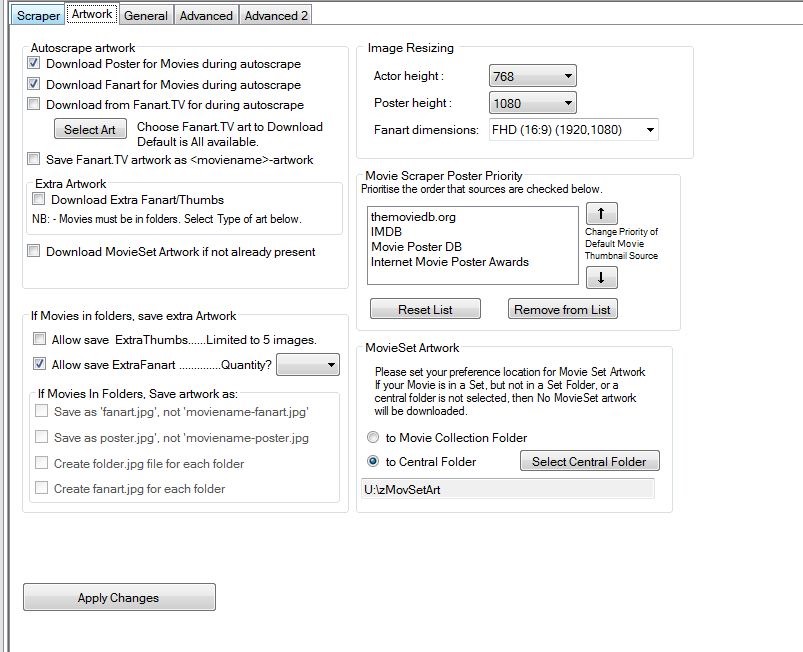 Scraper Artwork General Advanced Advanced 2
Autoscrape artwork
Download Poster for Movies during autoscrape
Download Fanart for Movies during autoscrape
Download from Fanart.TV for during autoscrape
Select Art
Choose Fanart.TV art to Download
Default is All available.
Save Fanart.TV artwork as <moviename>-artwork
Extra Artwork
Download Extra Fanart/Thumbs
NB: - Movies must be in folders. Select Type of art below.
Download MovieSet Artwork if not already present
If Movies in folders, save extra Artwork
Allow save ExtraThumbs......Limited to 5 images.
Allow save ExtraFanart ..............Quantity?
If Movies In Folders, Save artwork as:
Save as 'fanart.jpg', not 'moviename-fanart.jpg'
Save as poster.jpg', not 'moviename-poster.jpg
Create folder.jpg file for each folder
Create fanart.jpg for each folder
Apply Changes
Image Resizing
Actor height : 768
Poster height : 1080
Fanart dimensions: FHD (16:9) (1920,1080)
Movie Scraper Poster Priority
Prioritise the order that sources are checked below.
themoviedb.org
IMDB
Movie Poster DB
Internet Movie Poster Awards
Change Priority of
Default Movie
Thumbnail Source
Reset List
Remove from List
MovieSet Artwork
Please set your preference location for Movie Set Artwork
If your Movie is in a Set, but not in a Set Folder, or a
central folder is not selected, then No MovieSet artwork
will be downloaded.
to Movie Collection Folder
to Central Folder
Select Central Folder
U:\zMovSetArt